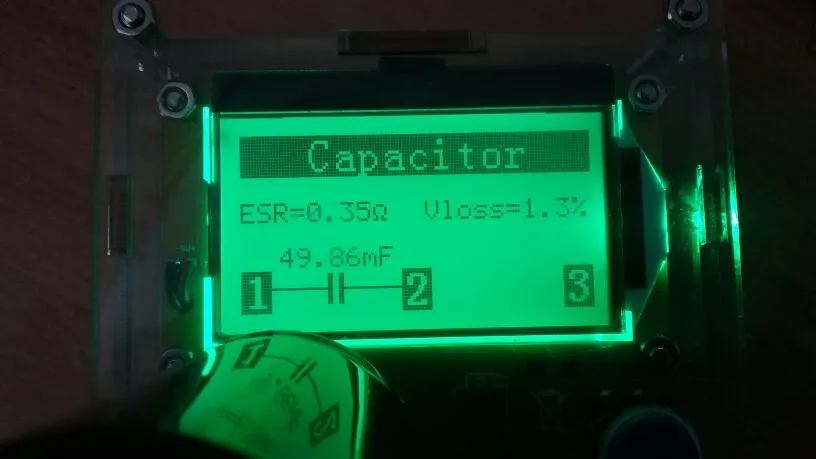 Capacitor
ESR=0.35Ω Vloss=1.3%
49.86mF
1 2 3